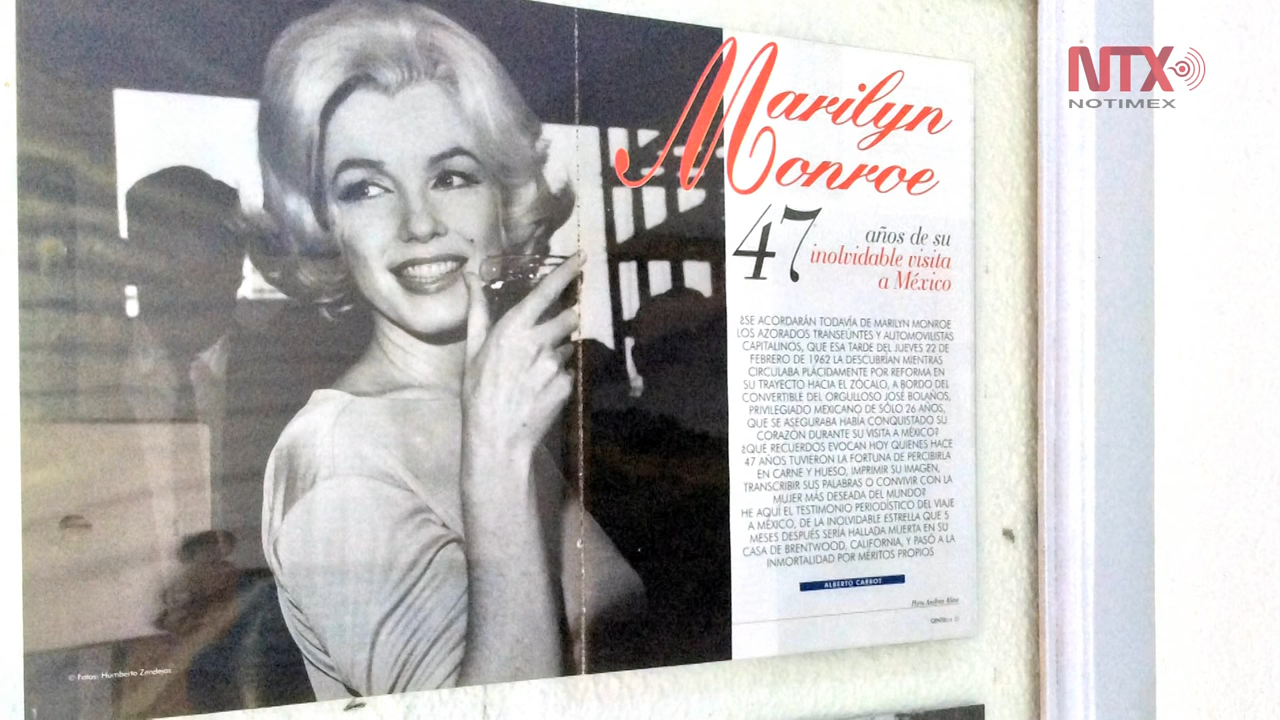 NTX
NOTIMEX
Marilyn
Monroe
47
años de su
inolvidable visita
a México
¿SE ACORDARÁN TODAVÍA DE MARILYN MONROE
LOS AZORADOS TRANSEÚNTES Y AUTOMOVILISTAS
CAPITALINOS, QUE ESA TARDE DEL JUEVES 22 DE
FEBRERO DE 1962 LA DESCUBRÍAN MIENTRAS
CIRCULABA PLÁCIDAMENTE POR REFORMA EN
SU TRAYECTO HACIA EL ZÓCALO, A BORDO DEL
CONVERTIBLE DEL ORGULLOSO JOSÉ BOLAÑOS,
PRIVILEGIADO MEXICANO DE SÓLO 26 AÑOS,
QUE SE ASEGURABA HABÍA CONQUISTADO SU
CORAZÓN DURANTE SU VISITA A MÉXICO?
¿QUE RECUERDOS EVOCAN HOY QUIENES HACE
47 AÑOS TUVIERON LA FORTUNA DE PERCIBIRLA
EN CARNE Y HUESO, IMPRIMIR SU IMAGEN,
TRANSCRIBIR SUS PALABRAS O CONVIVIR CON LA
MUJER MÁS DESEADA DEL MUNDO?
HE AQUÍ EL TESTIMONIO PERIODÍSTICO DEL VIAJE
A MÉXICO, DE LA INOLVIDABLE ESTRELLA QUE 5
MESES DESPUÉS SERÍA HALLADA MUERTA EN SU
CASA DE BRENTWOOD, CALIFORNIA, Y PASÓ A LA
INMORTALIDAD POR MÉRITOS PROPIOS
ALBERTO CARBOT
© Fotos: Humberto Zendejas